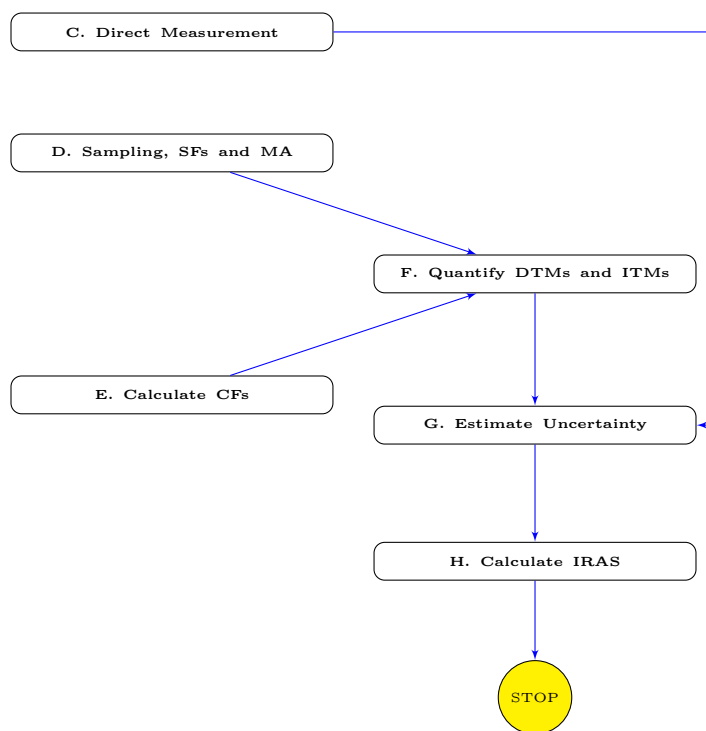 C. Direct Measurement
D. Sampling, SFs and MA
F. Quantify DTMs and ITMs
E. Calculate CFs
G. Estimate Uncertainty
H. Calculate IRAS
STOP